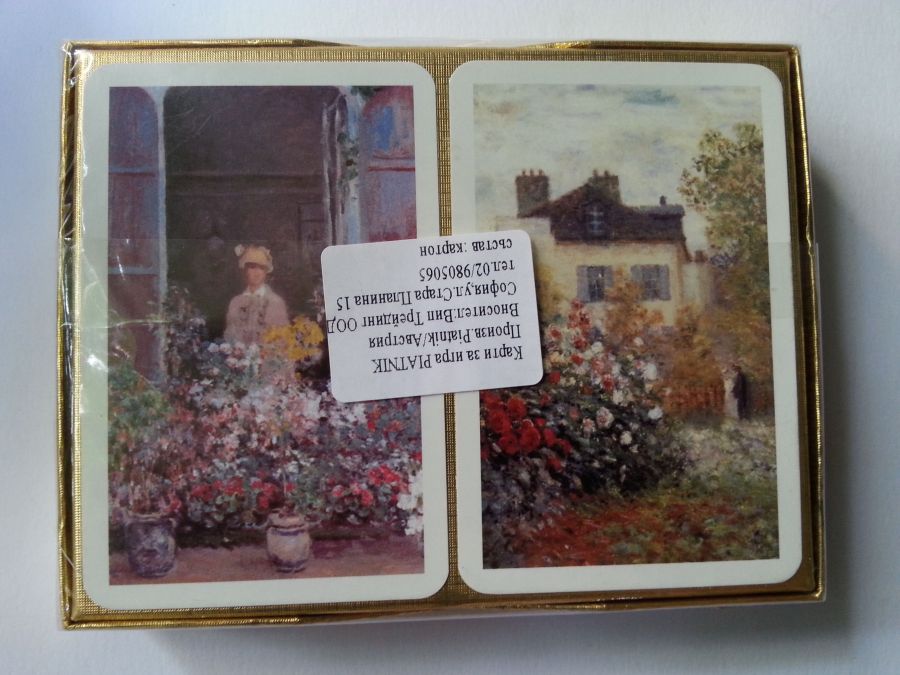 Карти за игра PIATNIK
Произв.Piatnik/Австрия
Вносител:Вип Трейдинг ООД
София,ул.Стара Планина 15
тел.02/9805065
състав : картон